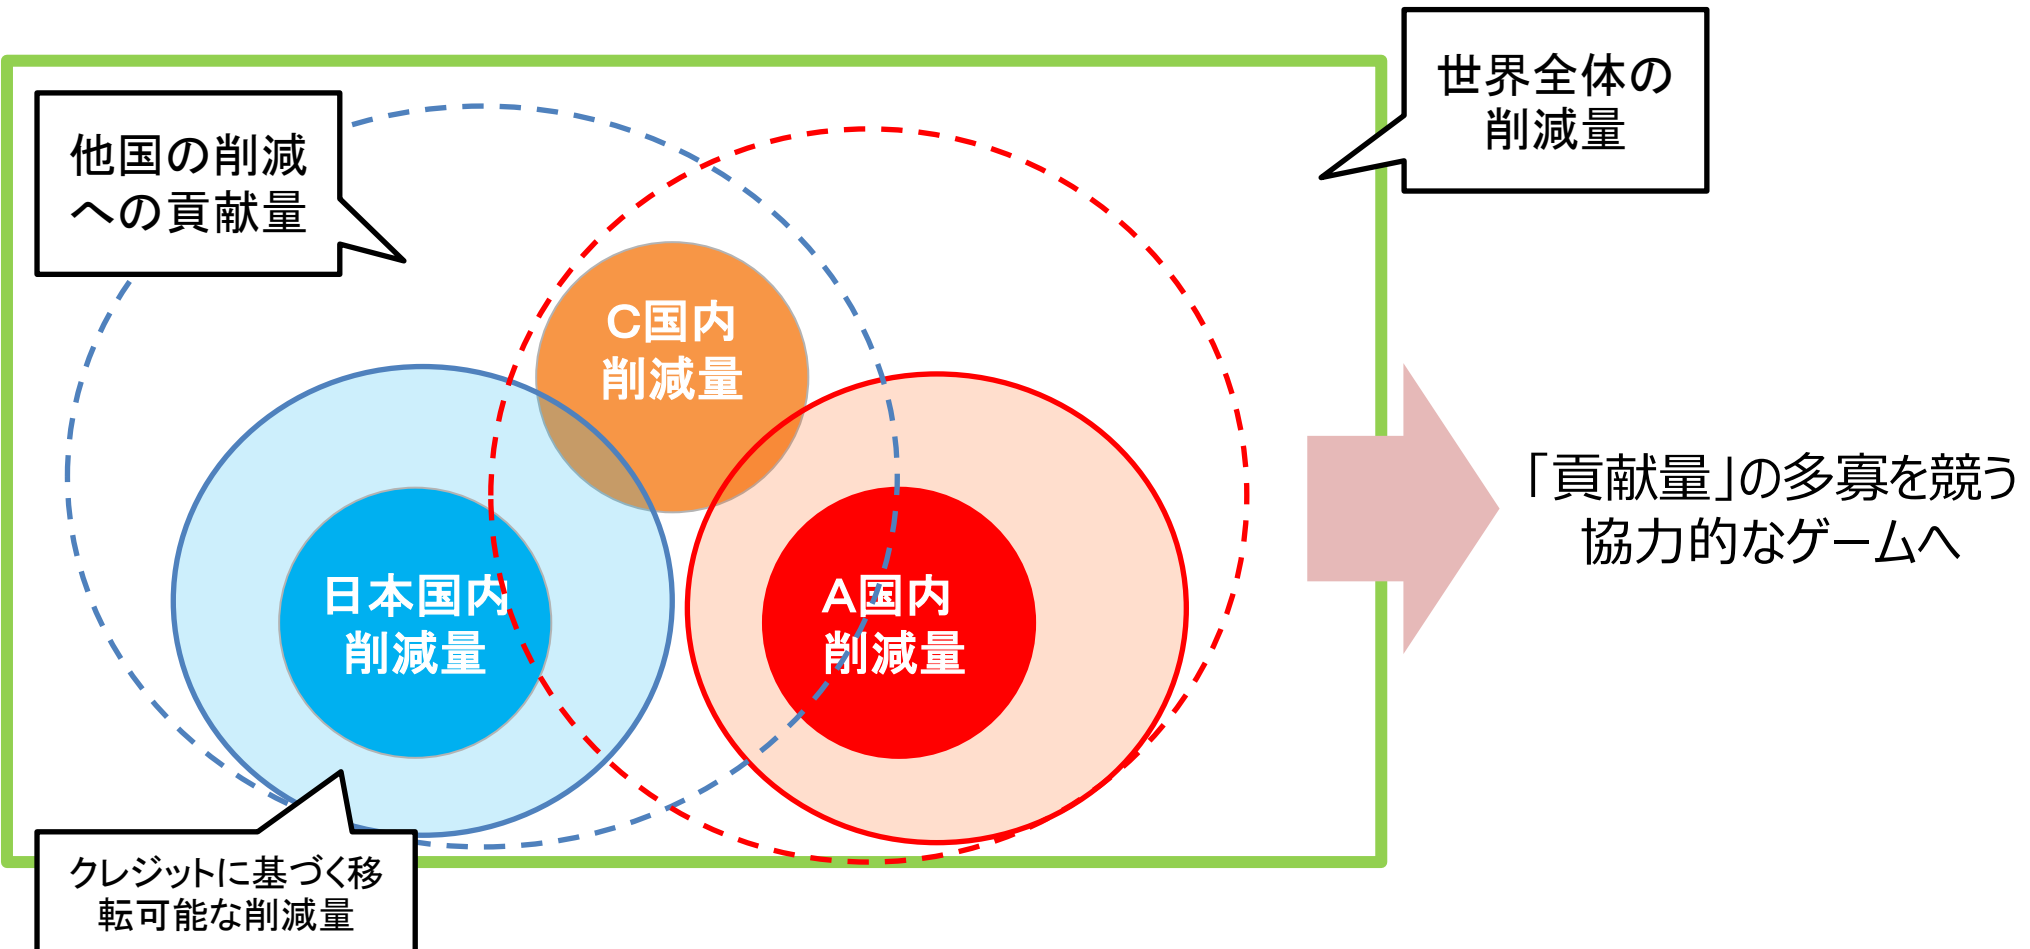 世界全体の
削減量
他国の削減
への貢献量
C国内
削減量
日本国内
削減量
A国内
削減量
「貢献量」の多寡を競う
協力的なゲームへ
クレジットに基づく移
転可能な削減量